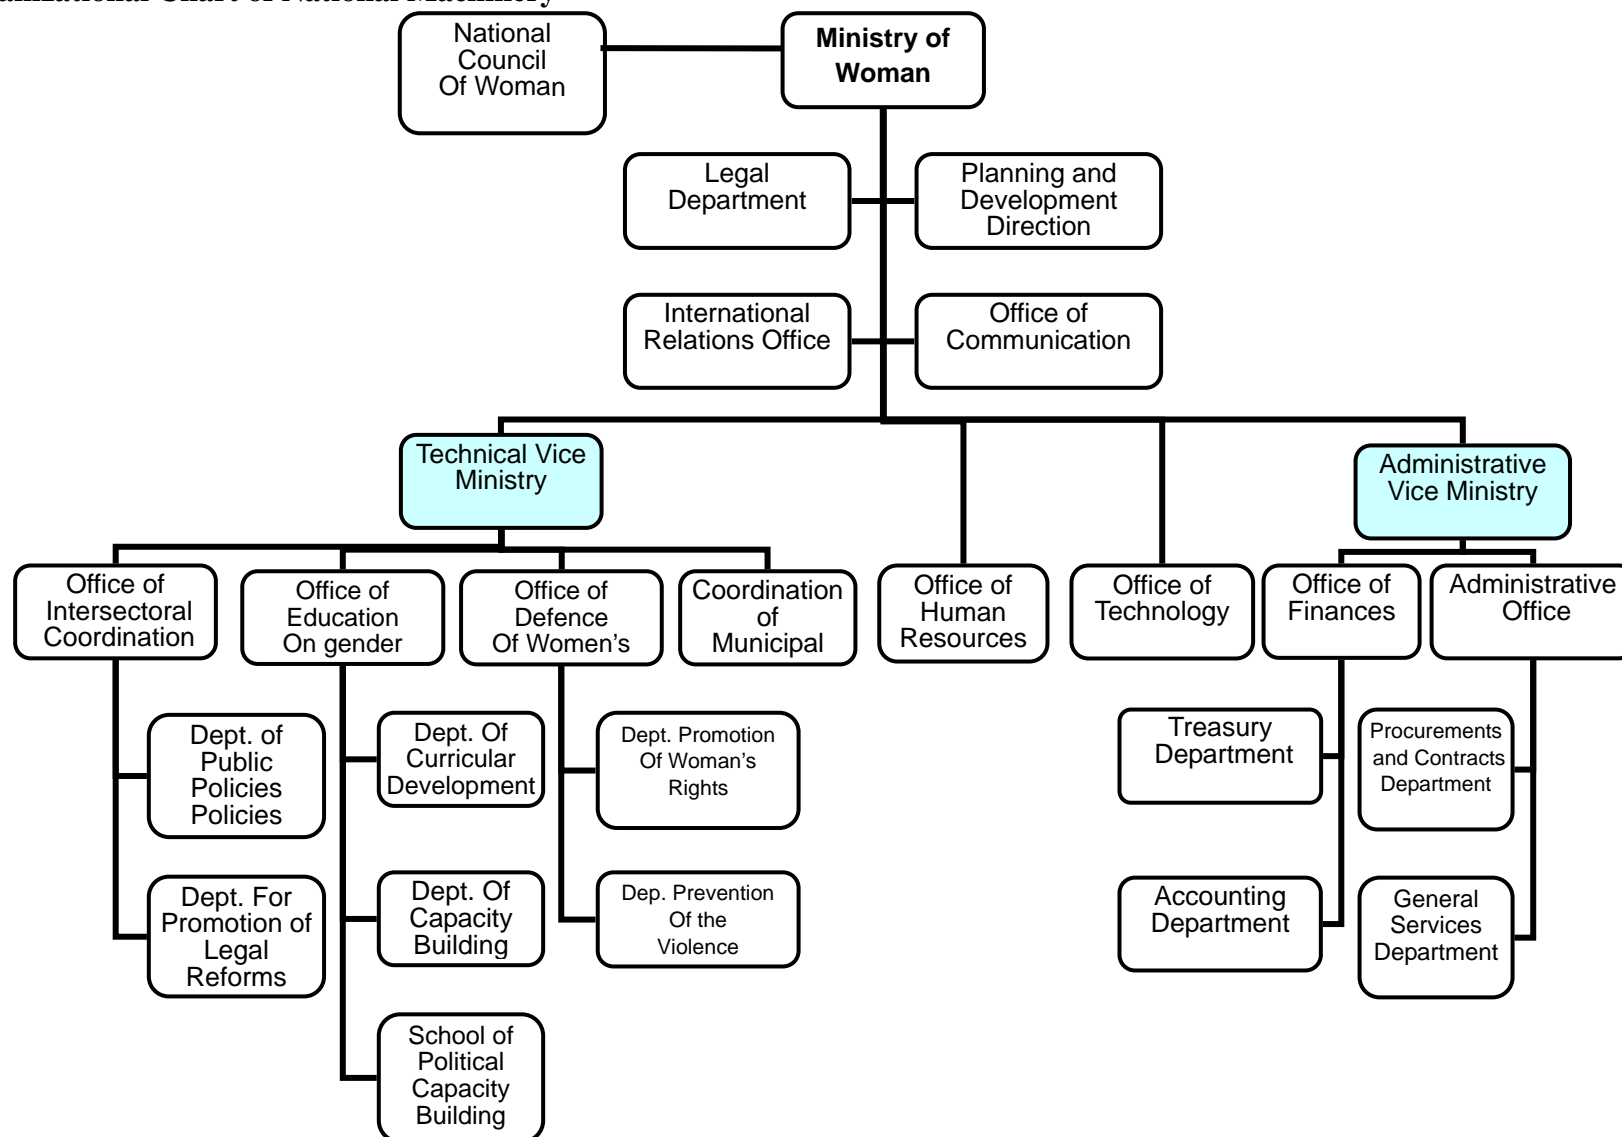 Organizational Chart of National Machinery
National
Council
Of Woman
Ministry of
Woman
Legal
Department
Planning and
Development
Direction
International
Relations Office
Office of
Communication
Technical Vice
Ministry
Administrative
Vice Ministry
Office of
Intersectoral
Coordination
Office of
Education
On gender
Office of
Defence
Of Women’s
Coordination
of
Municipal
Office of
Human
Resources
Office of
Technology
Office of
Finances
Administrative
Office
Dept. of
Public
Policies
Policies
Dept. Of
Curricular
Development
Dept. Promotion
Of Woman’s
Rights
Treasury
Department
Procurements
and Contracts
Department
Dept. For
Promotion of
Legal
Reforms
Dept. Of
Capacity
Building
Dep. Prevention
Of the
Violence
Accounting
Department
General
Services
Department
School of
Political
Capacity
Building